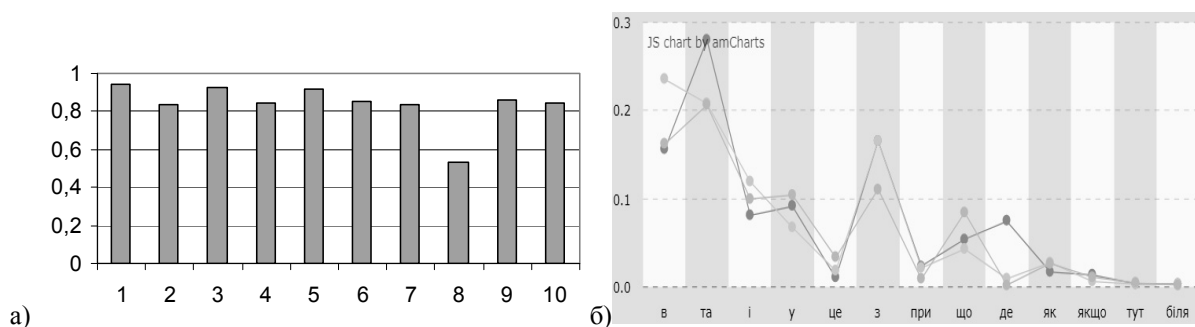 а)
1
0,8
0,6
0,4
0,2
0
1 2 3 4 5 6 7 8 9 10
б)
JS chart by amCharts
0.3
0.2
0.1
0.0
в та і у це з при що де як якщо тут біля